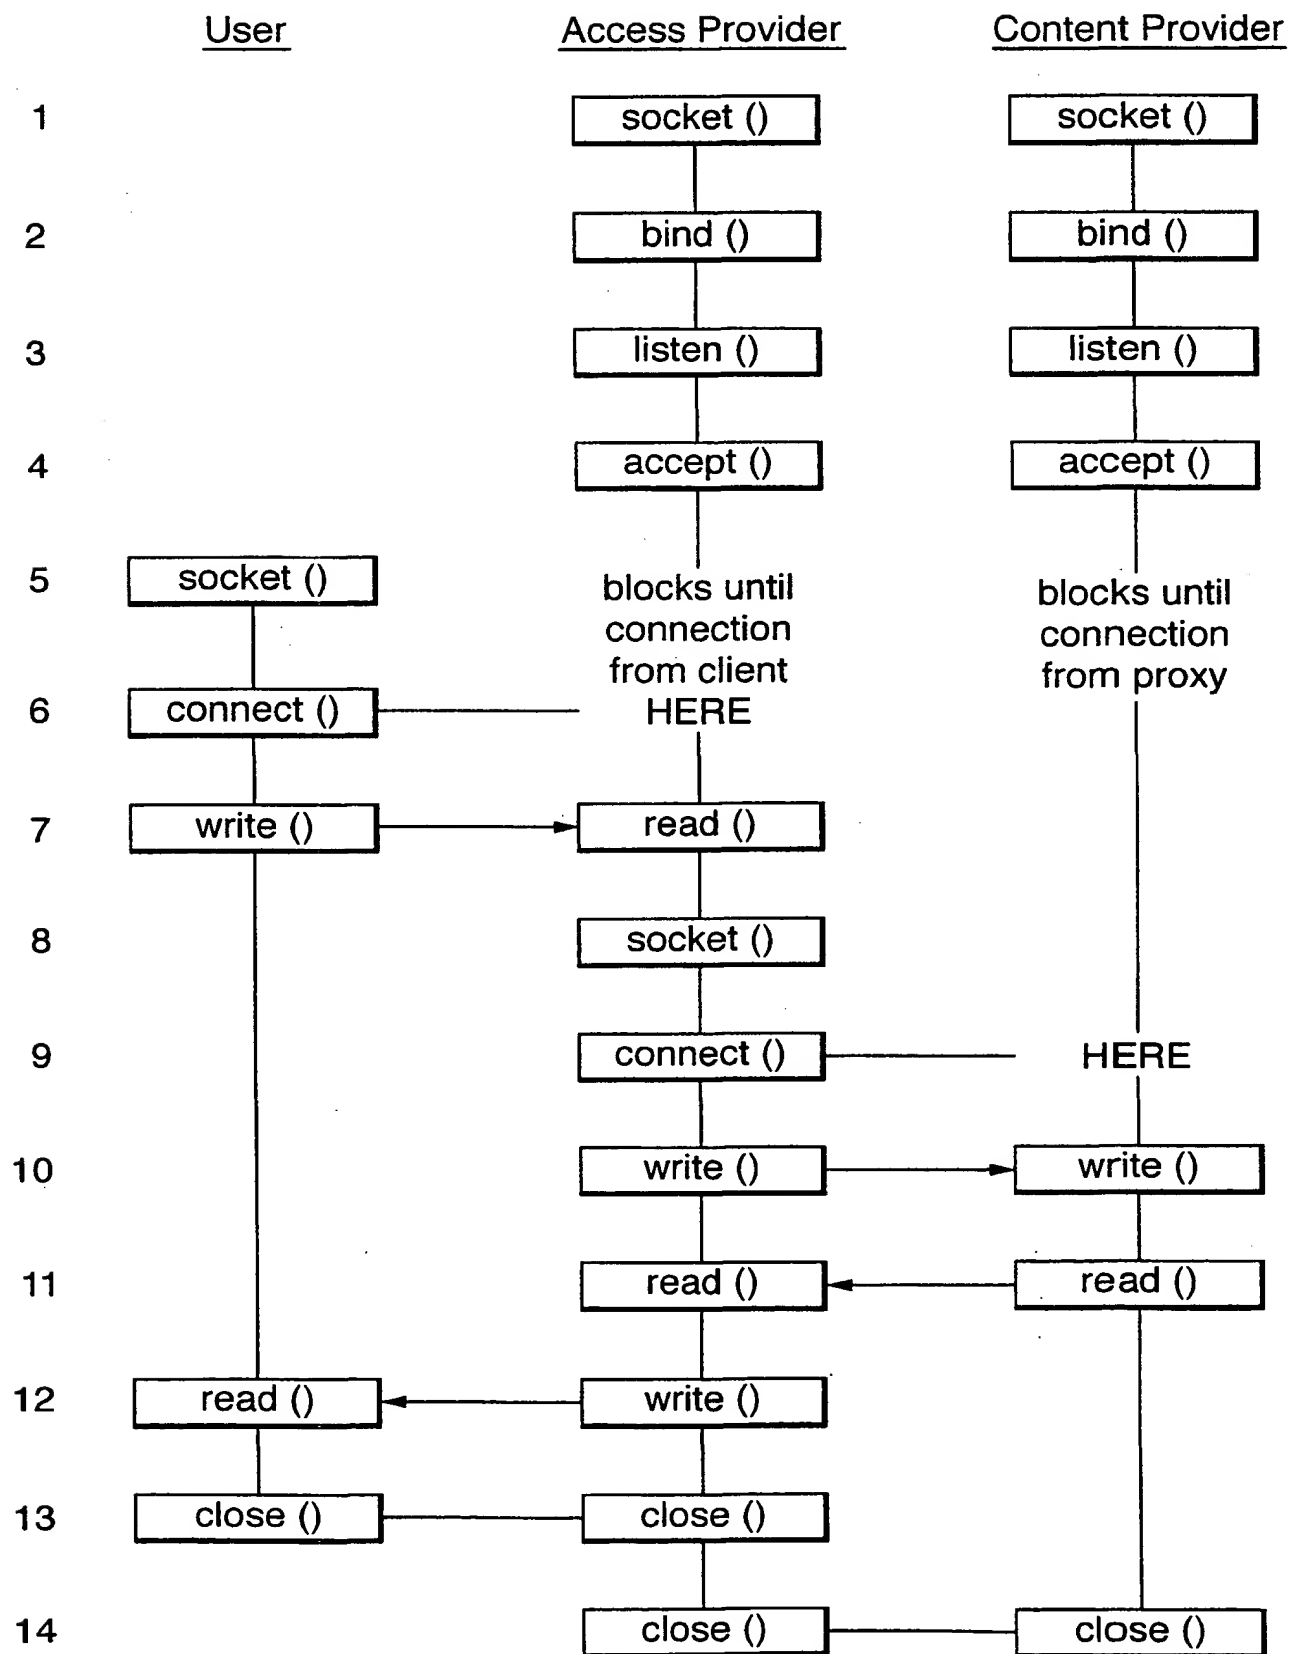 User Access Provider Content Provider
1 socket () socket ()
2 bind () bind ()
3 listen () listen ()
4 accept () accept ()
5 socket () blocks until connection from client blocks until connection from proxy
6 connect () HERE
7 write () read ()
8 socket ()
9 connect () HERE
10 write () write ()
11 read () read ()
12 read () write ()
13 close () close ()
14 close () close ()